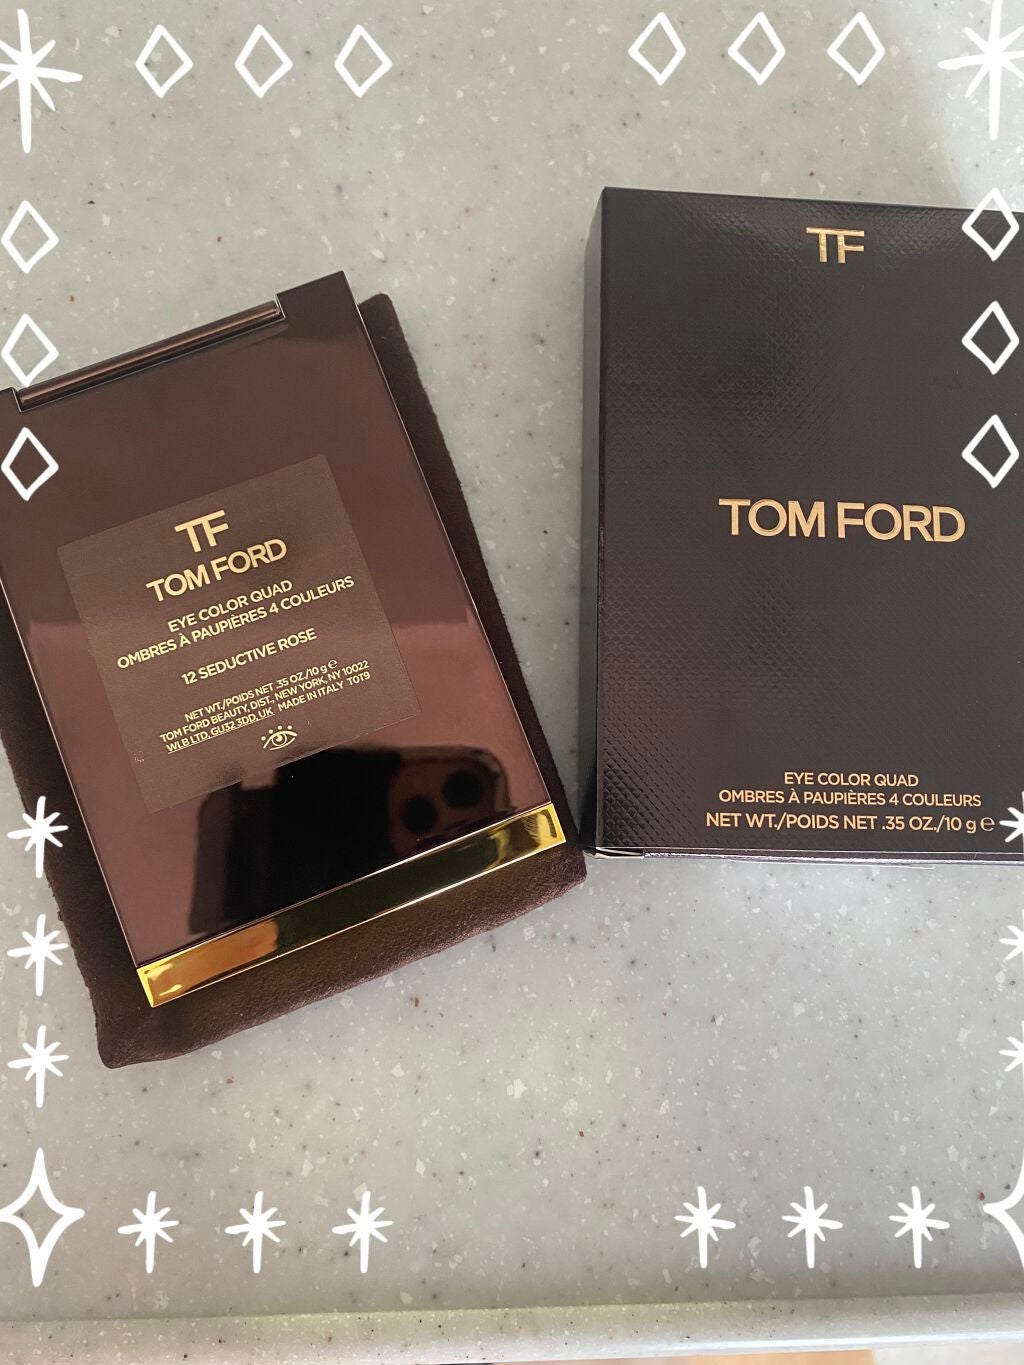 TF
TOM FORD
EYE COLOR QUAD
OMBRES À PAUPIÈRES 4 COULEURS
12 SEDUCTIVE ROSE
NET WT./POIDS NET .35 OZ./10 g ℮
TOM FORD BEAUTY, DIST., NEW YORK, NY 10022
WLB LTD, GU32 3DD, UK MADE IN ITALY T0T9
TF
TOM FORD
EYE COLOR QUAD
OMBRES À PAUPIÈRES 4 COULEURS
NET WT./POIDS NET .35 OZ./10 g ℮